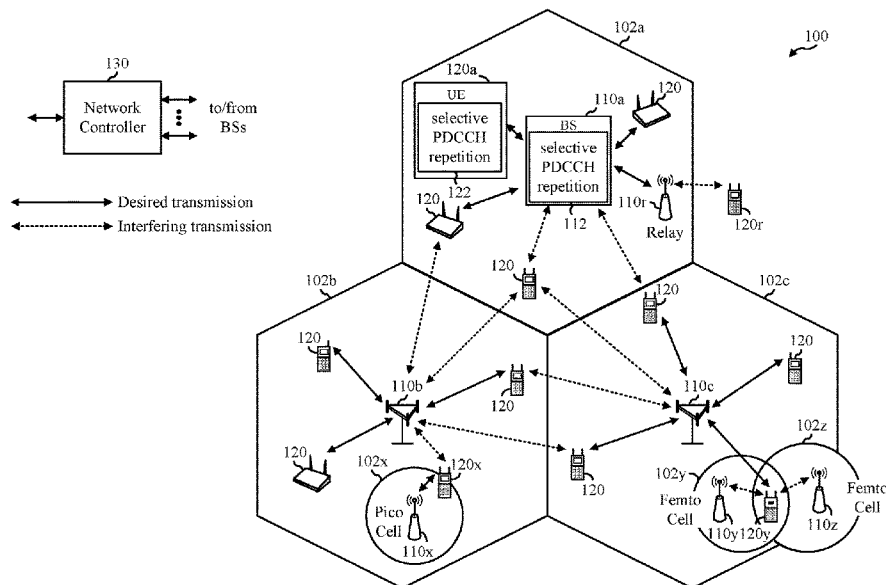 102a
100
130
120a
120
Network
Controller
to/from
BSs
UE
110a
BS
selective
PDCCH
repetition
selective
PDCCH
repetition
122
112
Desired transmission
Interfering transmission
120
110r
Relay
120r
102b
120
120
102c
120
120
110b
120
110c
120
120
102x
120x
120
102z
102y
Pico
Cell
110x
Femto
Cell
Femto
Cell
110y
120y
110z